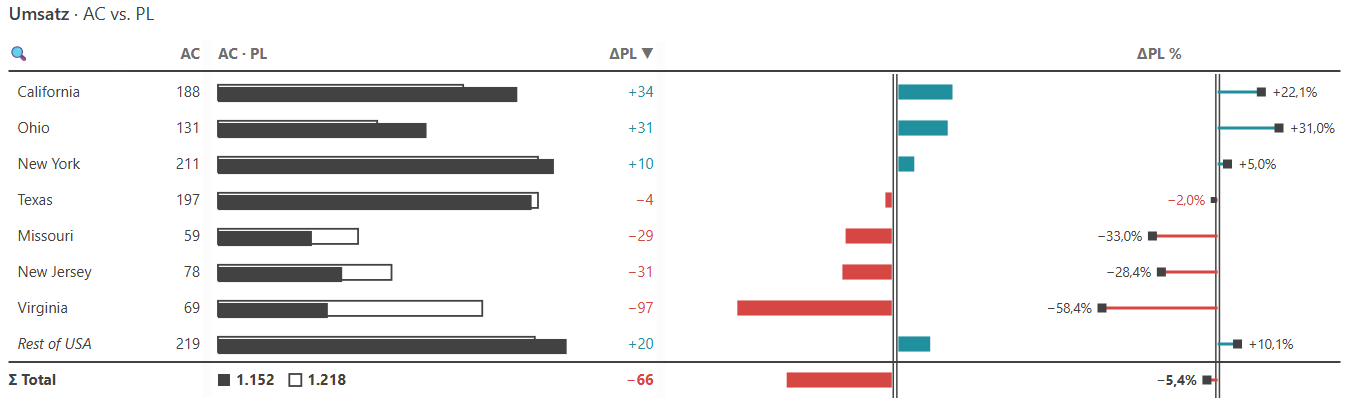 Umsatz · AC vs. PL
AC AC · PL ΔPL ▼ ΔPL %
California 188 +34 +22,1%
Ohio 131 +31 +31,0%
New York 211 +10 +5,0%
Texas 197 −4 −2,0%
Missouri 59 −29 −33,0%
New Jersey 78 −31 −28,4%
Virginia 69 −97 −58,4%
Rest of USA 219 +20 +10,1%
Σ Total 1.152 1.218 −66 −5,4%